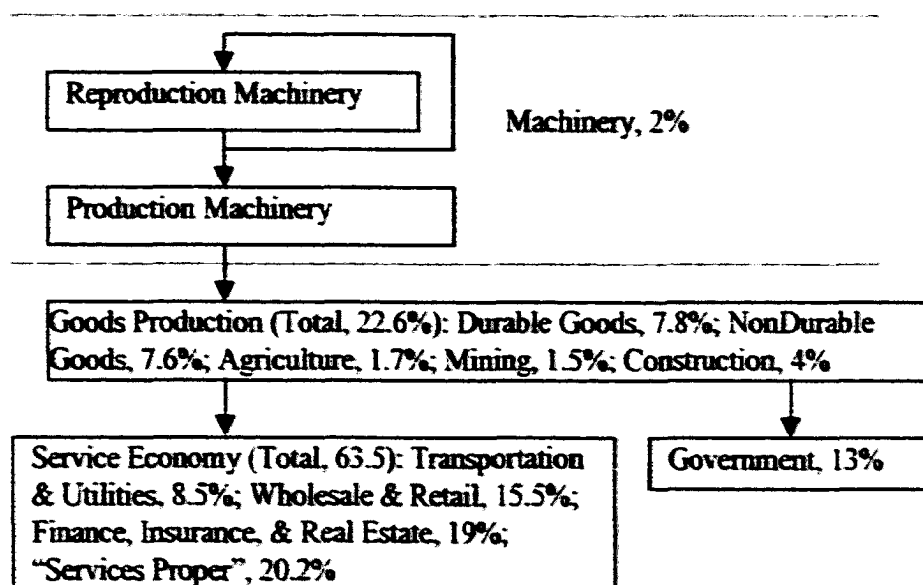 Reproduction Machinery
Machinery, 2%
Production Machinery
Goods Production (Total, 22.6%): Durable Goods, 7.8%; NonDurable
Goods, 7.6%; Agriculture, 1.7%; Mining, 1.5%; Construction, 4%
Service Economy (Total, 63.5): Transportation
& Utilities, 8.5%; Wholesale & Retail, 15.5%;
Finance, Insurance, & Real Estate, 19%;
“Services Proper”, 20.2%
Government, 13%